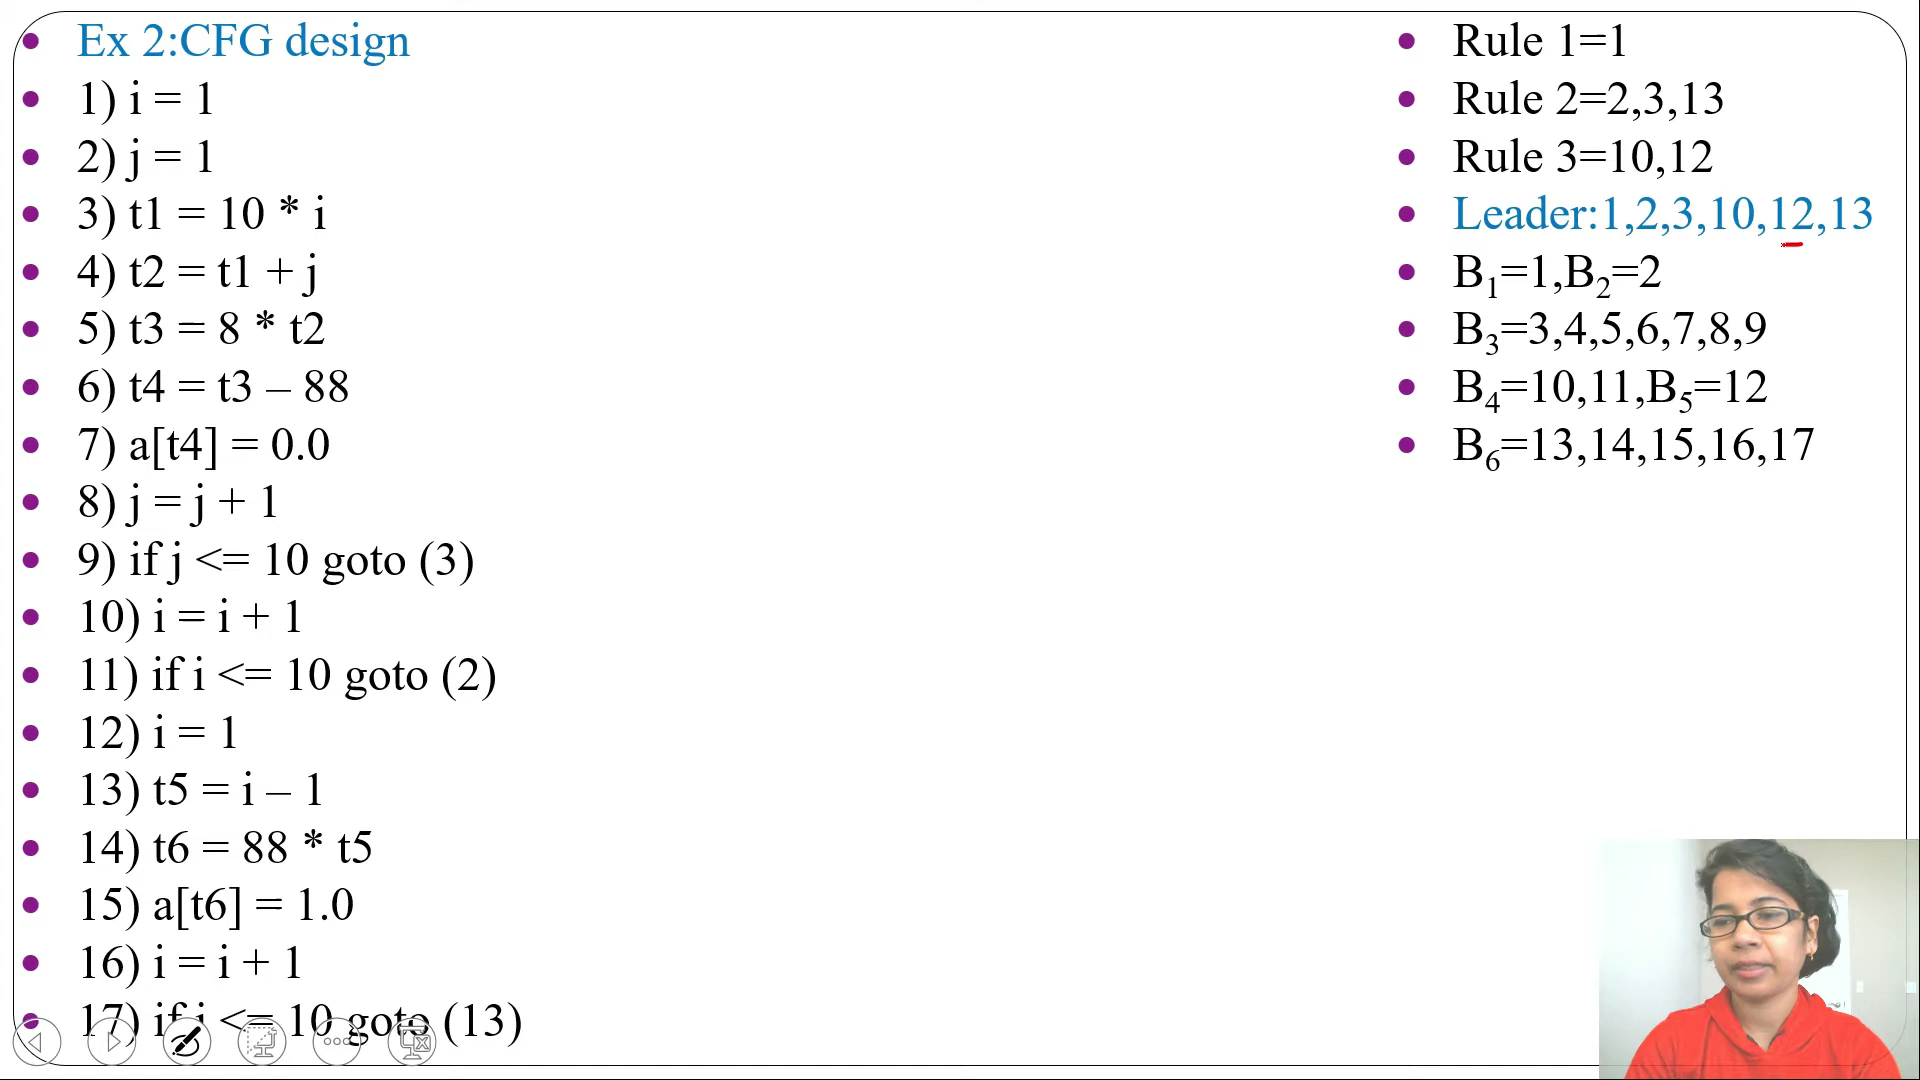 Ex 2:CFG design
1) i = 1
2) j = 1
3) t1 = 10 * i
4) t2 = t1 + j
5) t3 = 8 * t2
6) t4 = t3 – 88
7) a[t4] = 0.0
8) j = j + 1
9) if j <= 10 goto (3)
10) i = i + 1
11) if i <= 10 goto (2)
12) i = 1
13) t5 = i – 1
14) t6 = 88 * t5
15) a[t6] = 1.0
16) i = i + 1
17) if i <= 10 goto (13)
Rule 1=1
Rule 2=2,3,13
Rule 3=10,12
Leader:1,2,3,10,12,13
B₁=1,B₂=2
B₃=3,4,5,6,7,8,9
B₄=10,11,B₅=12
B₆=13,14,15,16,17